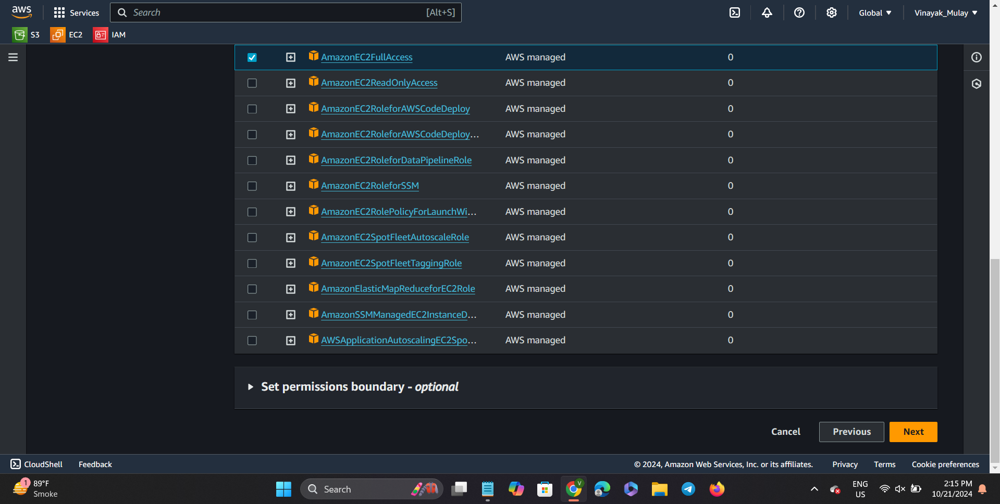 aws
Services
Search
[Alt+S]
Global
Vinayak_Mulay
S3
EC2
IAM
AmazonEC2FullAccess AWS managed 0
AmazonEC2ReadOnlyAccess AWS managed 0
AmazonEC2RoleforAWSCodeDeploy AWS managed 0
AmazonEC2RoleforAWSCodeDeploy... AWS managed 0
AmazonEC2RoleforDataPipelineRole AWS managed 0
AmazonEC2RoleforSSM AWS managed 0
AmazonEC2RolePolicyForLaunchWi... AWS managed 0
AmazonEC2SpotFleetAutoscaleRole AWS managed 0
AmazonEC2SpotFleetTaggingRole AWS managed 0
AmazonElasticMapReduceforEC2Role AWS managed 0
AmazonSSMManagedEC2InstanceD... AWS managed 0
AWSApplicationAutoscalingEC2Spo... AWS managed 0
Set permissions boundary - optional
Cancel
Previous
Next
CloudShell
Feedback
© 2024, Amazon Web Services, Inc. or its affiliates.
Privacy
Terms
Cookie preferences
1
89°F
Smoke
Search
V
ENG
US
2:15 PM
10/21/2024